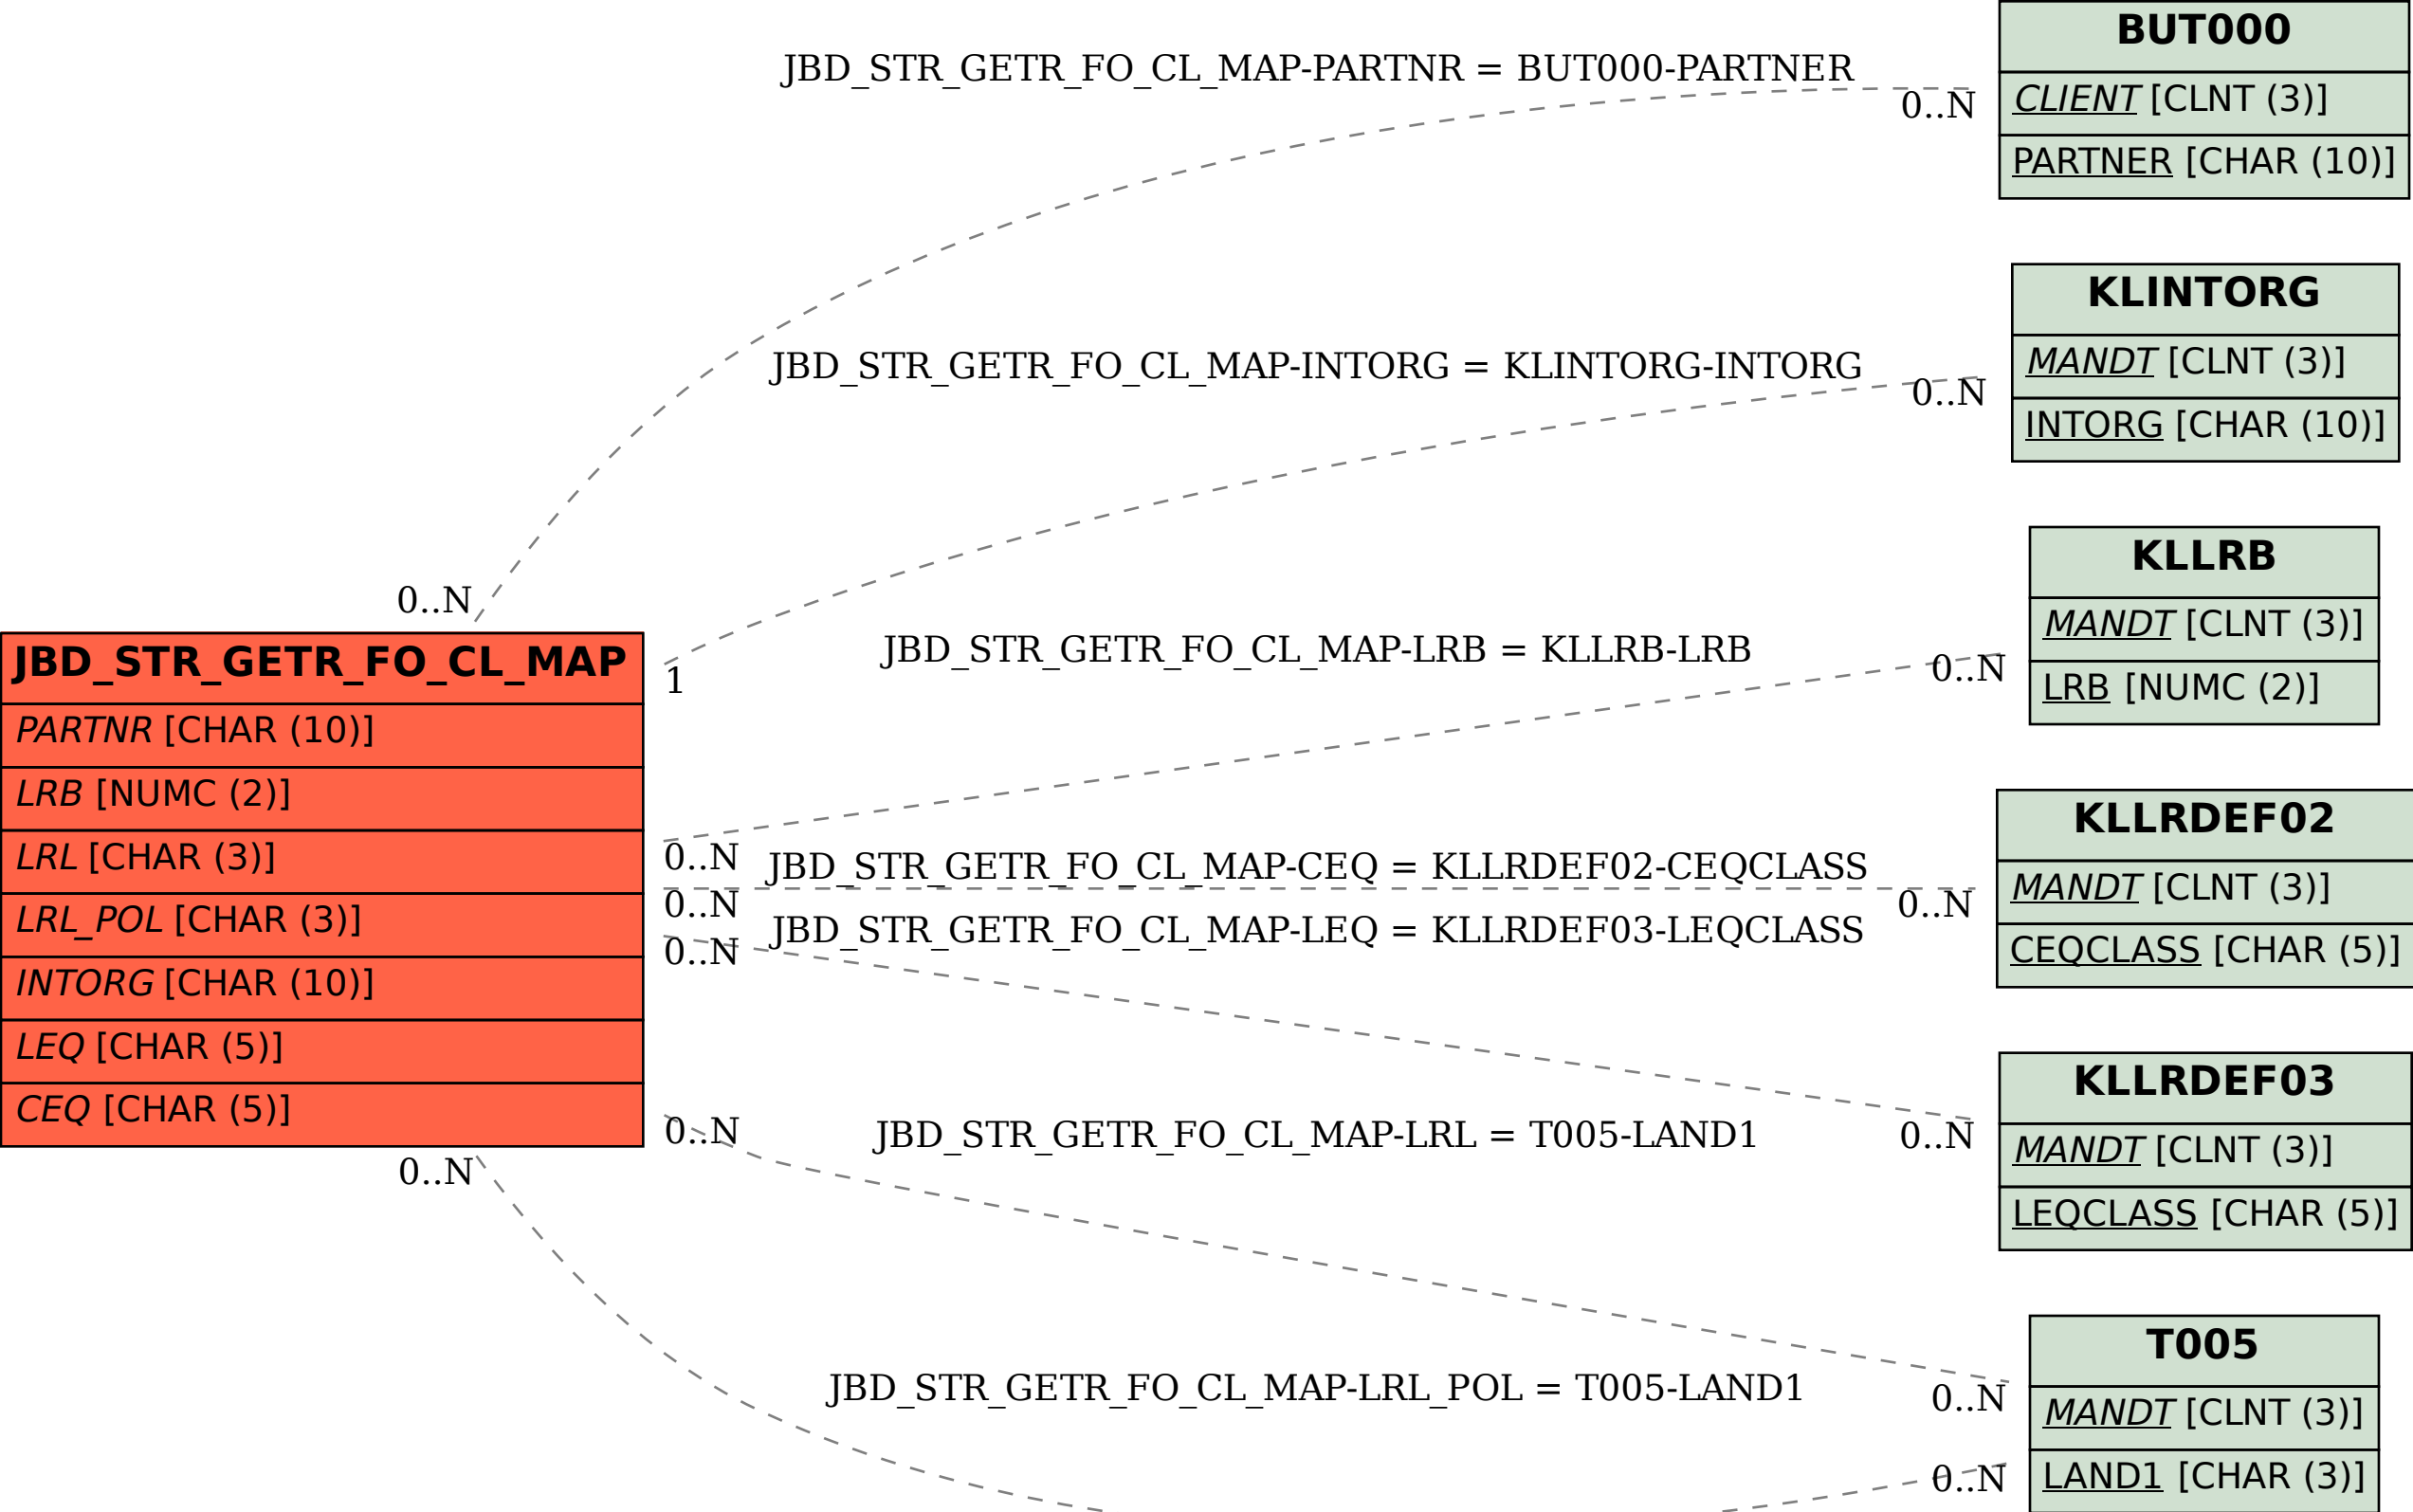 BUT000
CLIENT [CLNT (3)]
PARTNER [CHAR (10)]
JBD_STR_GETR_FO_CL_MAP-PARTNR = BUT000-PARTNER
0..N
0..N
KLINTORG
MANDT [CLNT (3)]
INTORG [CHAR (10)]
JBD_STR_GETR_FO_CL_MAP-INTORG = KLINTORG-INTORG
0..N
1
KLLRB
MANDT [CLNT (3)]
LRB [NUMC (2)]
JBD_STR_GETR_FO_CL_MAP-LRB = KLLRB-LRB
0..N
0..N
JBD_STR_GETR_FO_CL_MAP
PARTNR [CHAR (10)]
LRB [NUMC (2)]
LRL [CHAR (3)]
LRL_POL [CHAR (3)]
INTORG [CHAR (10)]
LEQ [CHAR (5)]
CEQ [CHAR (5)]
KLLRDEF02
MANDT [CLNT (3)]
CEQCLASS [CHAR (5)]
JBD_STR_GETR_FO_CL_MAP-CEQ = KLLRDEF02-CEQCLASS
0..N
0..N
JBD_STR_GETR_FO_CL_MAP-LEQ = KLLRDEF03-LEQCLASS
0..N
0..N
KLLRDEF03
MANDT [CLNT (3)]
LEQCLASS [CHAR (5)]
JBD_STR_GETR_FO_CL_MAP-LRL = T005-LAND1
0..N
0..N
T005
MANDT [CLNT (3)]
LAND1 [CHAR (3)]
JBD_STR_GETR_FO_CL_MAP-LRL_POL = T005-LAND1
0..N
0..N